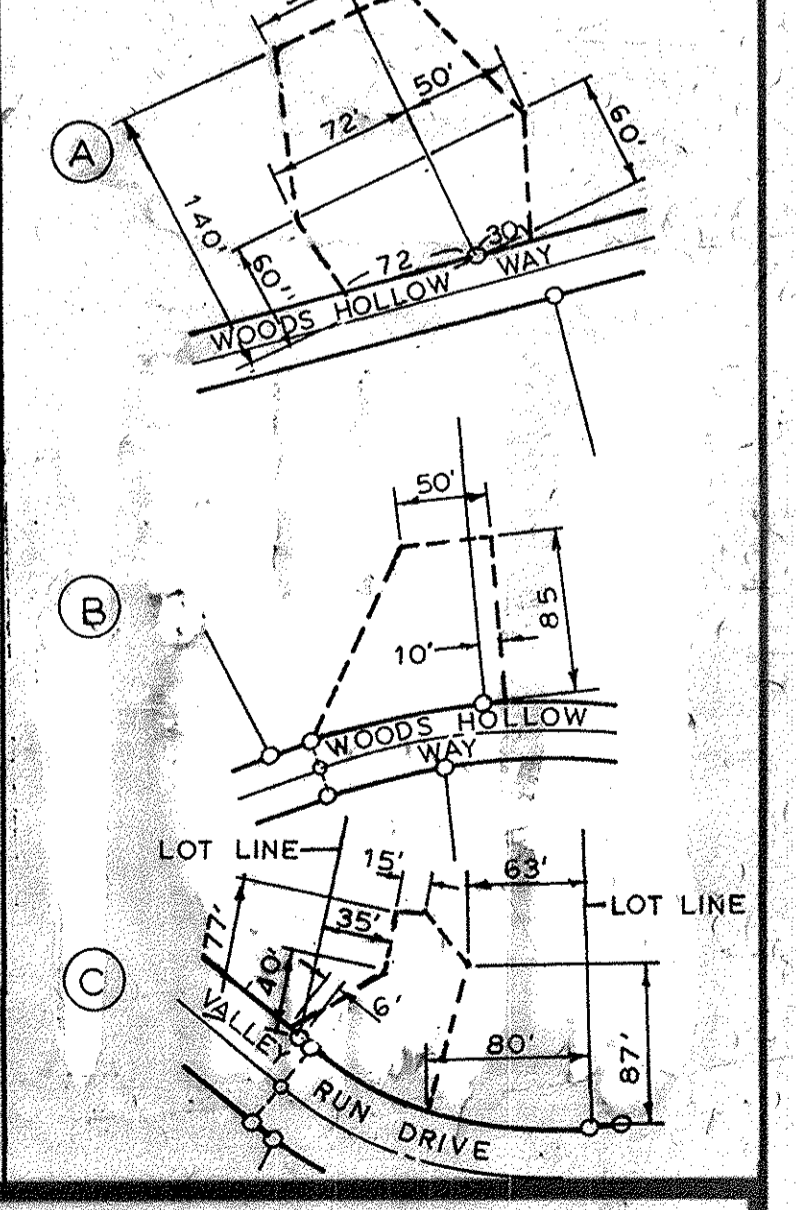 A
50'
72'
60'
140'
60"
72
30
WOODS HOLLOW WAY
50'
B
85
10'
WOODS HOLLOW
WAY
LOT LINE
15'
63'
LOT LINE
77'
35'
40'
C
6'
VALLEY RUN DRIVE
80'
87'